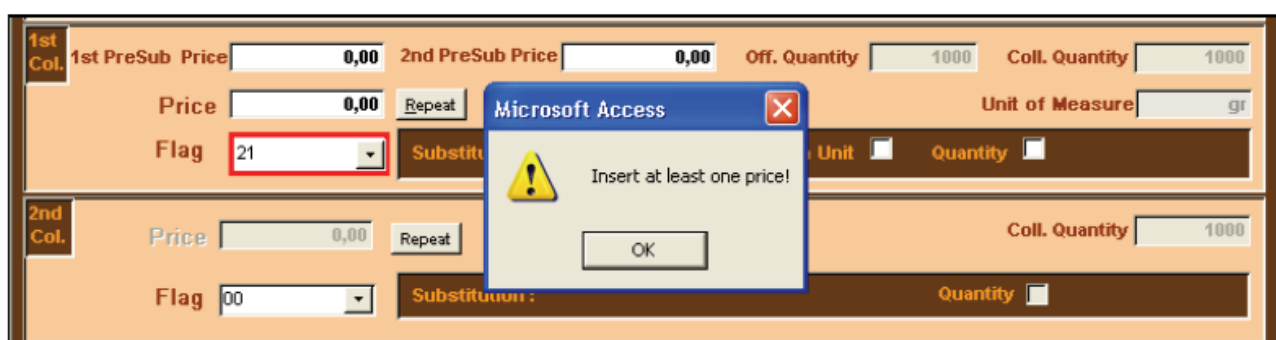 1st Col. 1st PreSub Price 0,00 2nd PreSub Price 0,00 Off. Quantity 1000 Coll. Quantity 1000
Price 0,00 Repeat Microsoft Access Unit of Measure gr
Flag 21 Unit Quantity
Insert at least one price!
2nd Col. Price 0,00 Repeat Coll. Quantity 1000
OK
Flag 00 Substitution : Quantity